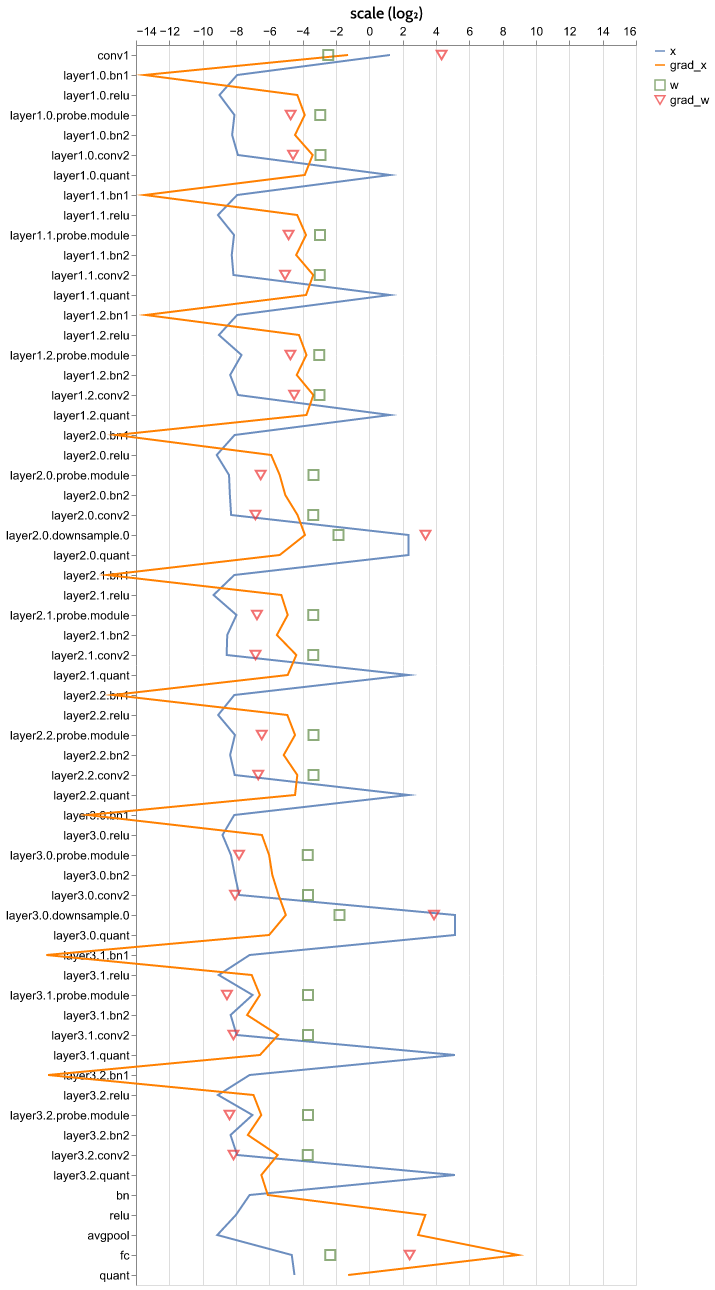 scale (log₂)
−14 −12 −10 −8 −6 −4 −2 0 2 4 6 8 10 12 14 16
x
grad_x
w
grad_w
conv1
layer1.0.bn1
layer1.0.relu
layer1.0.probe.module
layer1.0.bn2
layer1.0.conv2
layer1.0.quant
layer1.1.bn1
layer1.1.relu
layer1.1.probe.module
layer1.1.bn2
layer1.1.conv2
layer1.1.quant
layer1.2.bn1
layer1.2.relu
layer1.2.probe.module
layer1.2.bn2
layer1.2.conv2
layer1.2.quant
layer2.0.bn1
layer2.0.relu
layer2.0.probe.module
layer2.0.bn2
layer2.0.conv2
layer2.0.downsample.0
layer2.0.quant
layer2.1.bn1
layer2.1.relu
layer2.1.probe.module
layer2.1.bn2
layer2.1.conv2
layer2.1.quant
layer2.2.bn1
layer2.2.relu
layer2.2.probe.module
layer2.2.bn2
layer2.2.conv2
layer2.2.quant
layer3.0.bn1
layer3.0.relu
layer3.0.probe.module
layer3.0.bn2
layer3.0.conv2
layer3.0.downsample.0
layer3.0.quant
layer3.1.bn1
layer3.1.relu
layer3.1.probe.module
layer3.1.bn2
layer3.1.conv2
layer3.1.quant
layer3.2.bn1
layer3.2.relu
layer3.2.probe.module
layer3.2.bn2
layer3.2.conv2
layer3.2.quant
bn
relu
avgpool
fc
quant